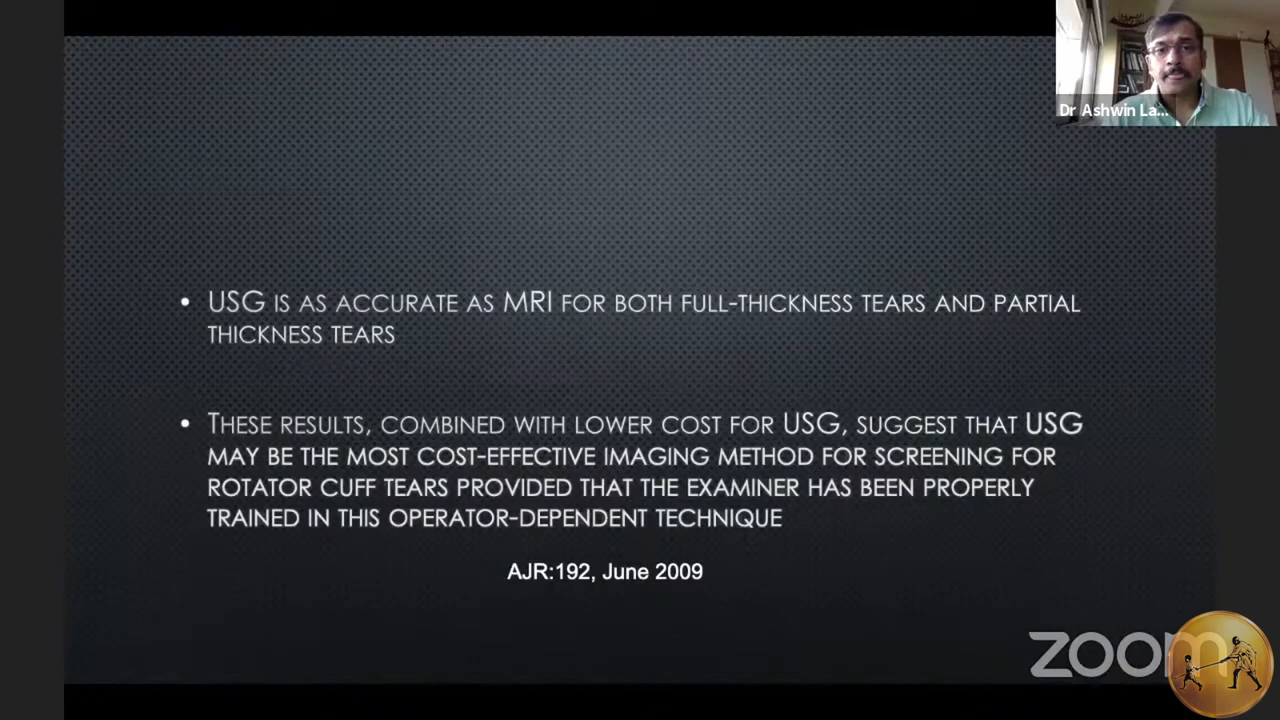 Dr Ashwin La...
• USG IS AS ACCURATE AS MRI FOR BOTH FULL-THICKNESS TEARS AND PARTIAL
THICKNESS TEARS
• THESE RESULTS, COMBINED WITH LOWER COST FOR USG, SUGGEST THAT USG
MAY BE THE MOST COST-EFFECTIVE IMAGING METHOD FOR SCREENING FOR
ROTATOR CUFF TEARS PROVIDED THAT THE EXAMINER HAS BEEN PROPERLY
TRAINED IN THIS OPERATOR-DEPENDENT TECHNIQUE
AJR:192, June 2009
zoom